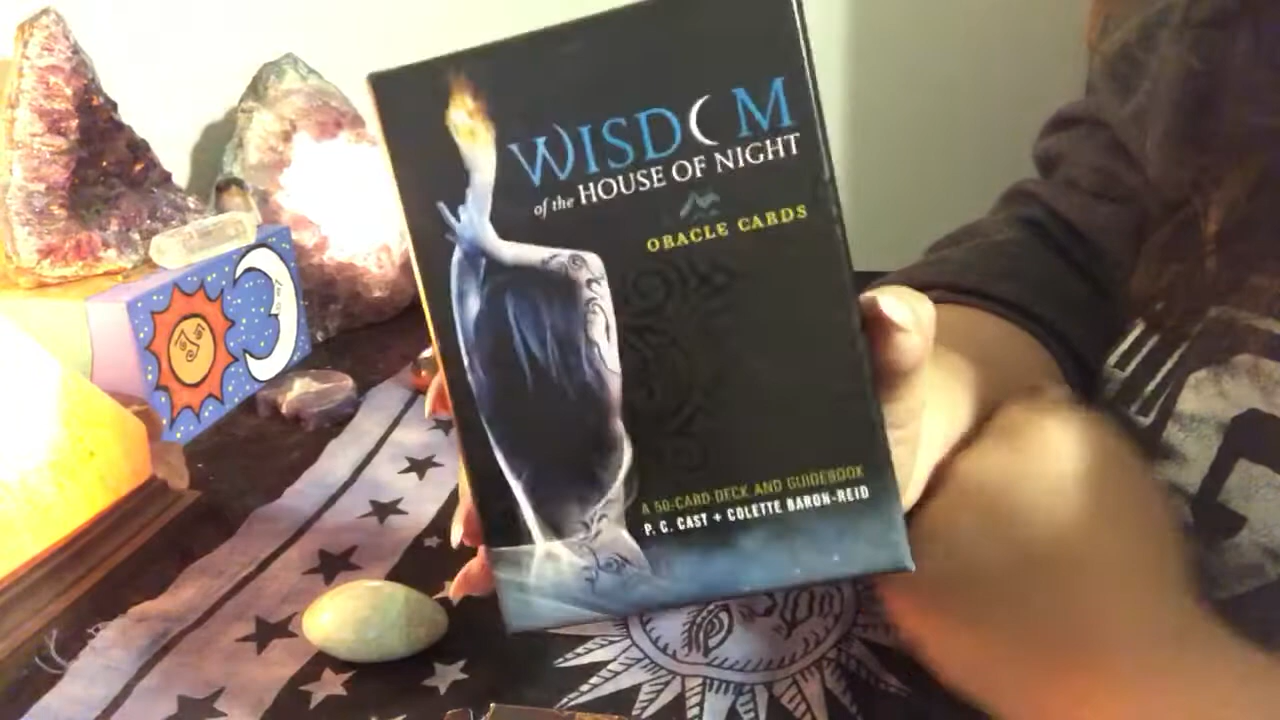 WISDOM
of the HOUSE OF NIGHT
ORACLE CARDS
A 50-CARD DECK AND GUIDEBOOK
P. C. CAST + COLETTE BARON-REID